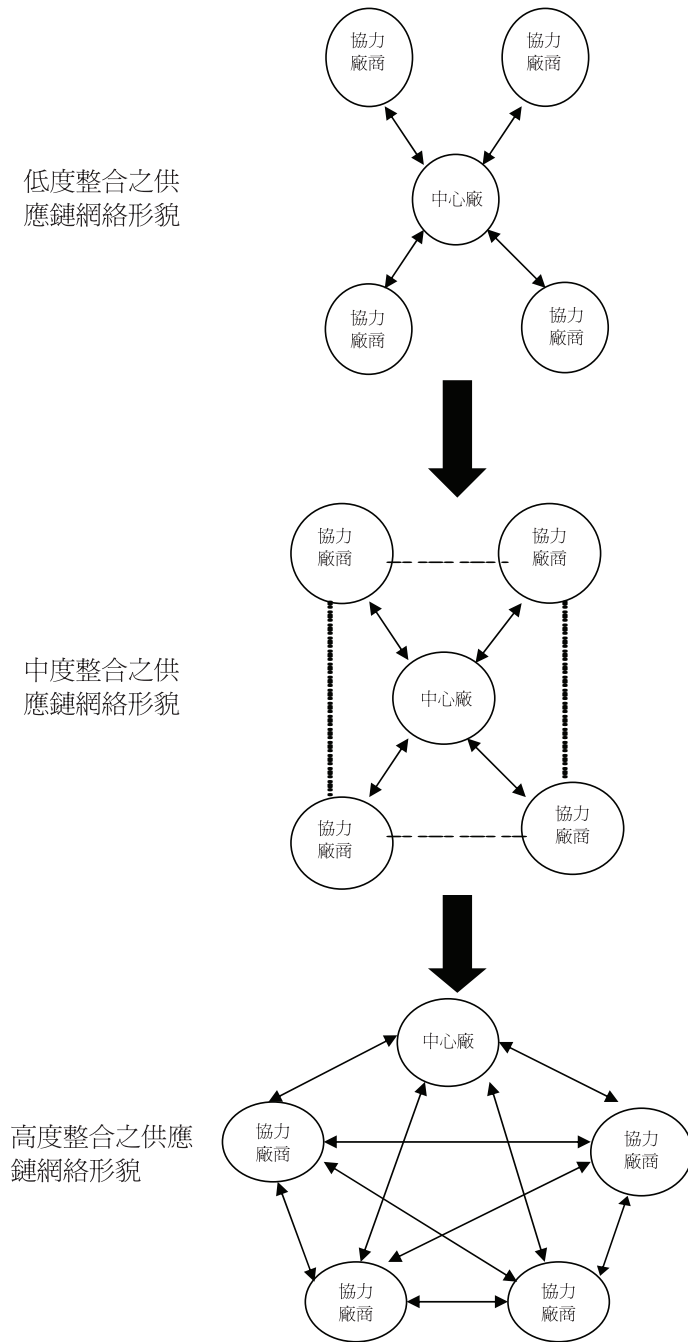 協力
廠商
協力
廠商
低度整合之供
應鏈網絡形貌
中心廠
協力
廠商
協力
廠商
協力
廠商
協力
廠商
中度整合之供
應鏈網絡形貌
中心廠
協力
廠商
協力
廠商
中心廠
高度整合之供應
鏈網絡形貌
協力
廠商
協力
廠商
協力
廠商
協力
廠商